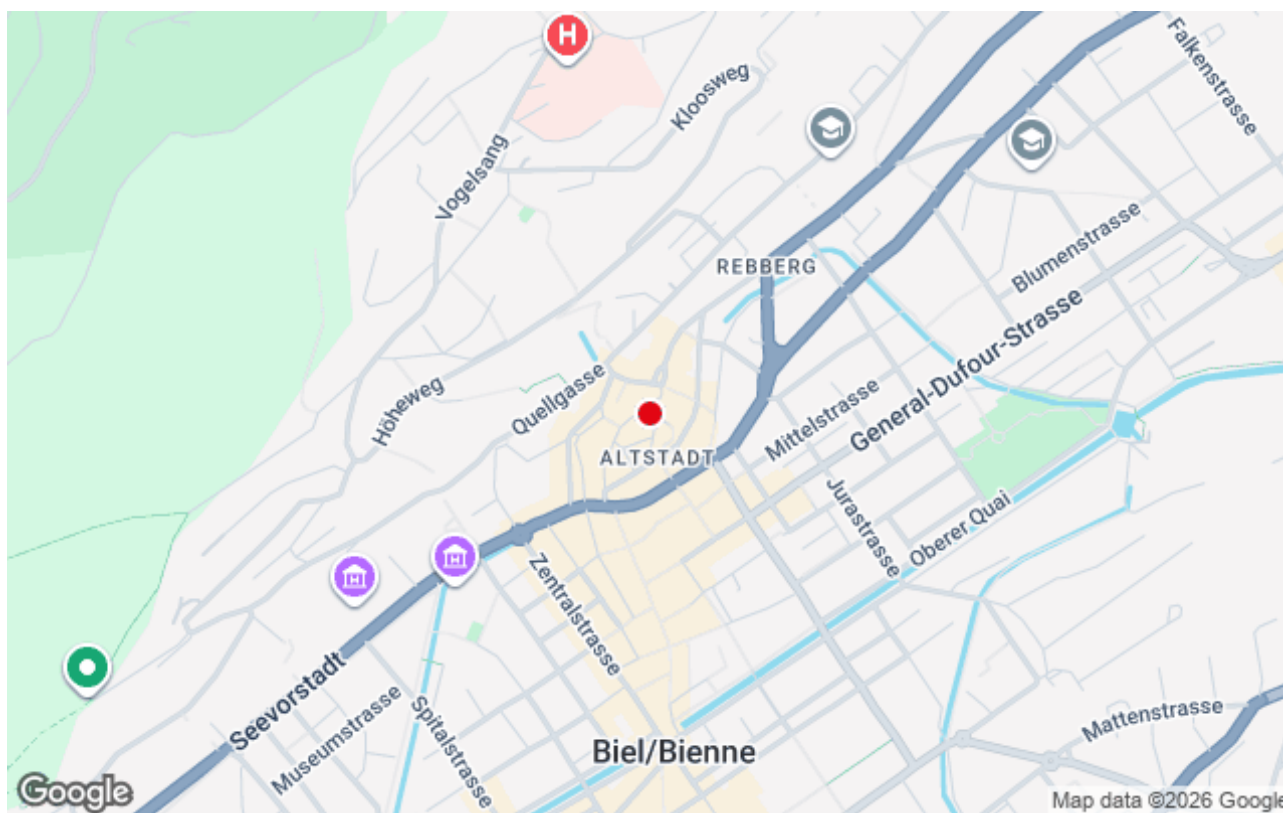 H
Falkenstrasse
Kloosweg
Vogelsang
REBBERG
Blumenstrasse
General-Dufour-Strasse
Höheweg
Quellgasse
Mittelstrasse
ALTSTADT
Jurastrasse
Oberer Quai
H
H
Zentralstrasse
Seevorstadt
Museumstrasse
Spitalstrasse
Mattenstrasse
Biel/Bienne
Google
Map data ©2026 Google